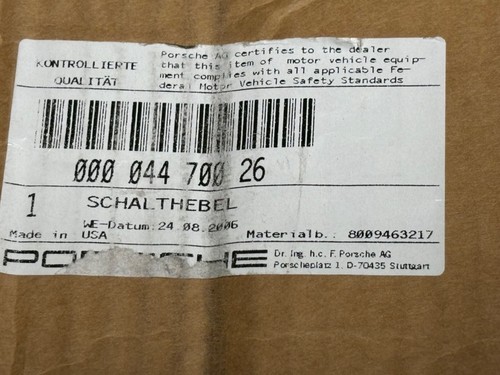 KONTROLLIERTE
QUALITÄT
Porsche AG certifies to the dealer
that this item of motor vehicle equip-
ment complies with all applicable Fe-
deral Motor Vehicle Safety Standards
000 044 700 26
1 SCHALTHEBEL
WE-Datum: 24.08.2006
Made in USA Materialb.: 8009463217
PORSCHE
Dr. Ing. h.c. F. Porsche AG
Porscheplatz 1, D-70435 Stuttgart